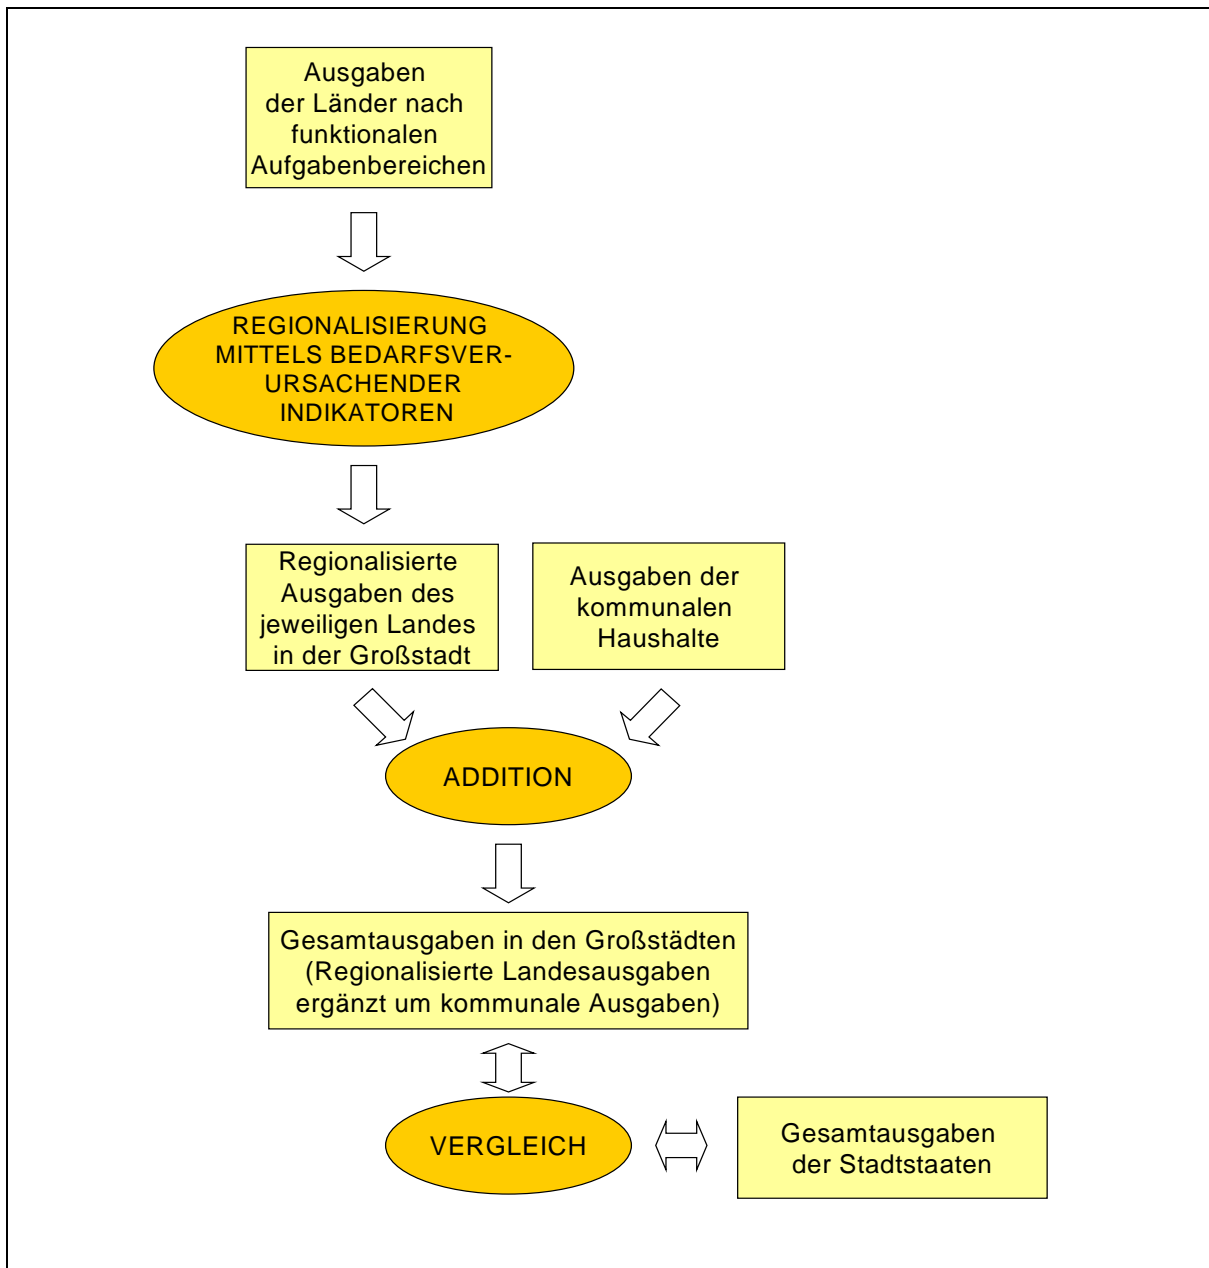 Ausgaben
der Länder nach
funktionalen
Aufgabenbereichen
REGIONALISIERUNG
MITTELS BEDARFSVER-
URSACHENDER
INDIKATOREN
Regionalisierte
Ausgaben des
jeweiligen Landes
in der Großstadt
Ausgaben der
kommunalen
Haushalte
ADDITION
Gesamtausgaben in den Großstädten
(Regionalisierte Landesausgaben
ergänzt um kommunale Ausgaben)
VERGLEICH
Gesamtausgaben
der Stadtstaaten